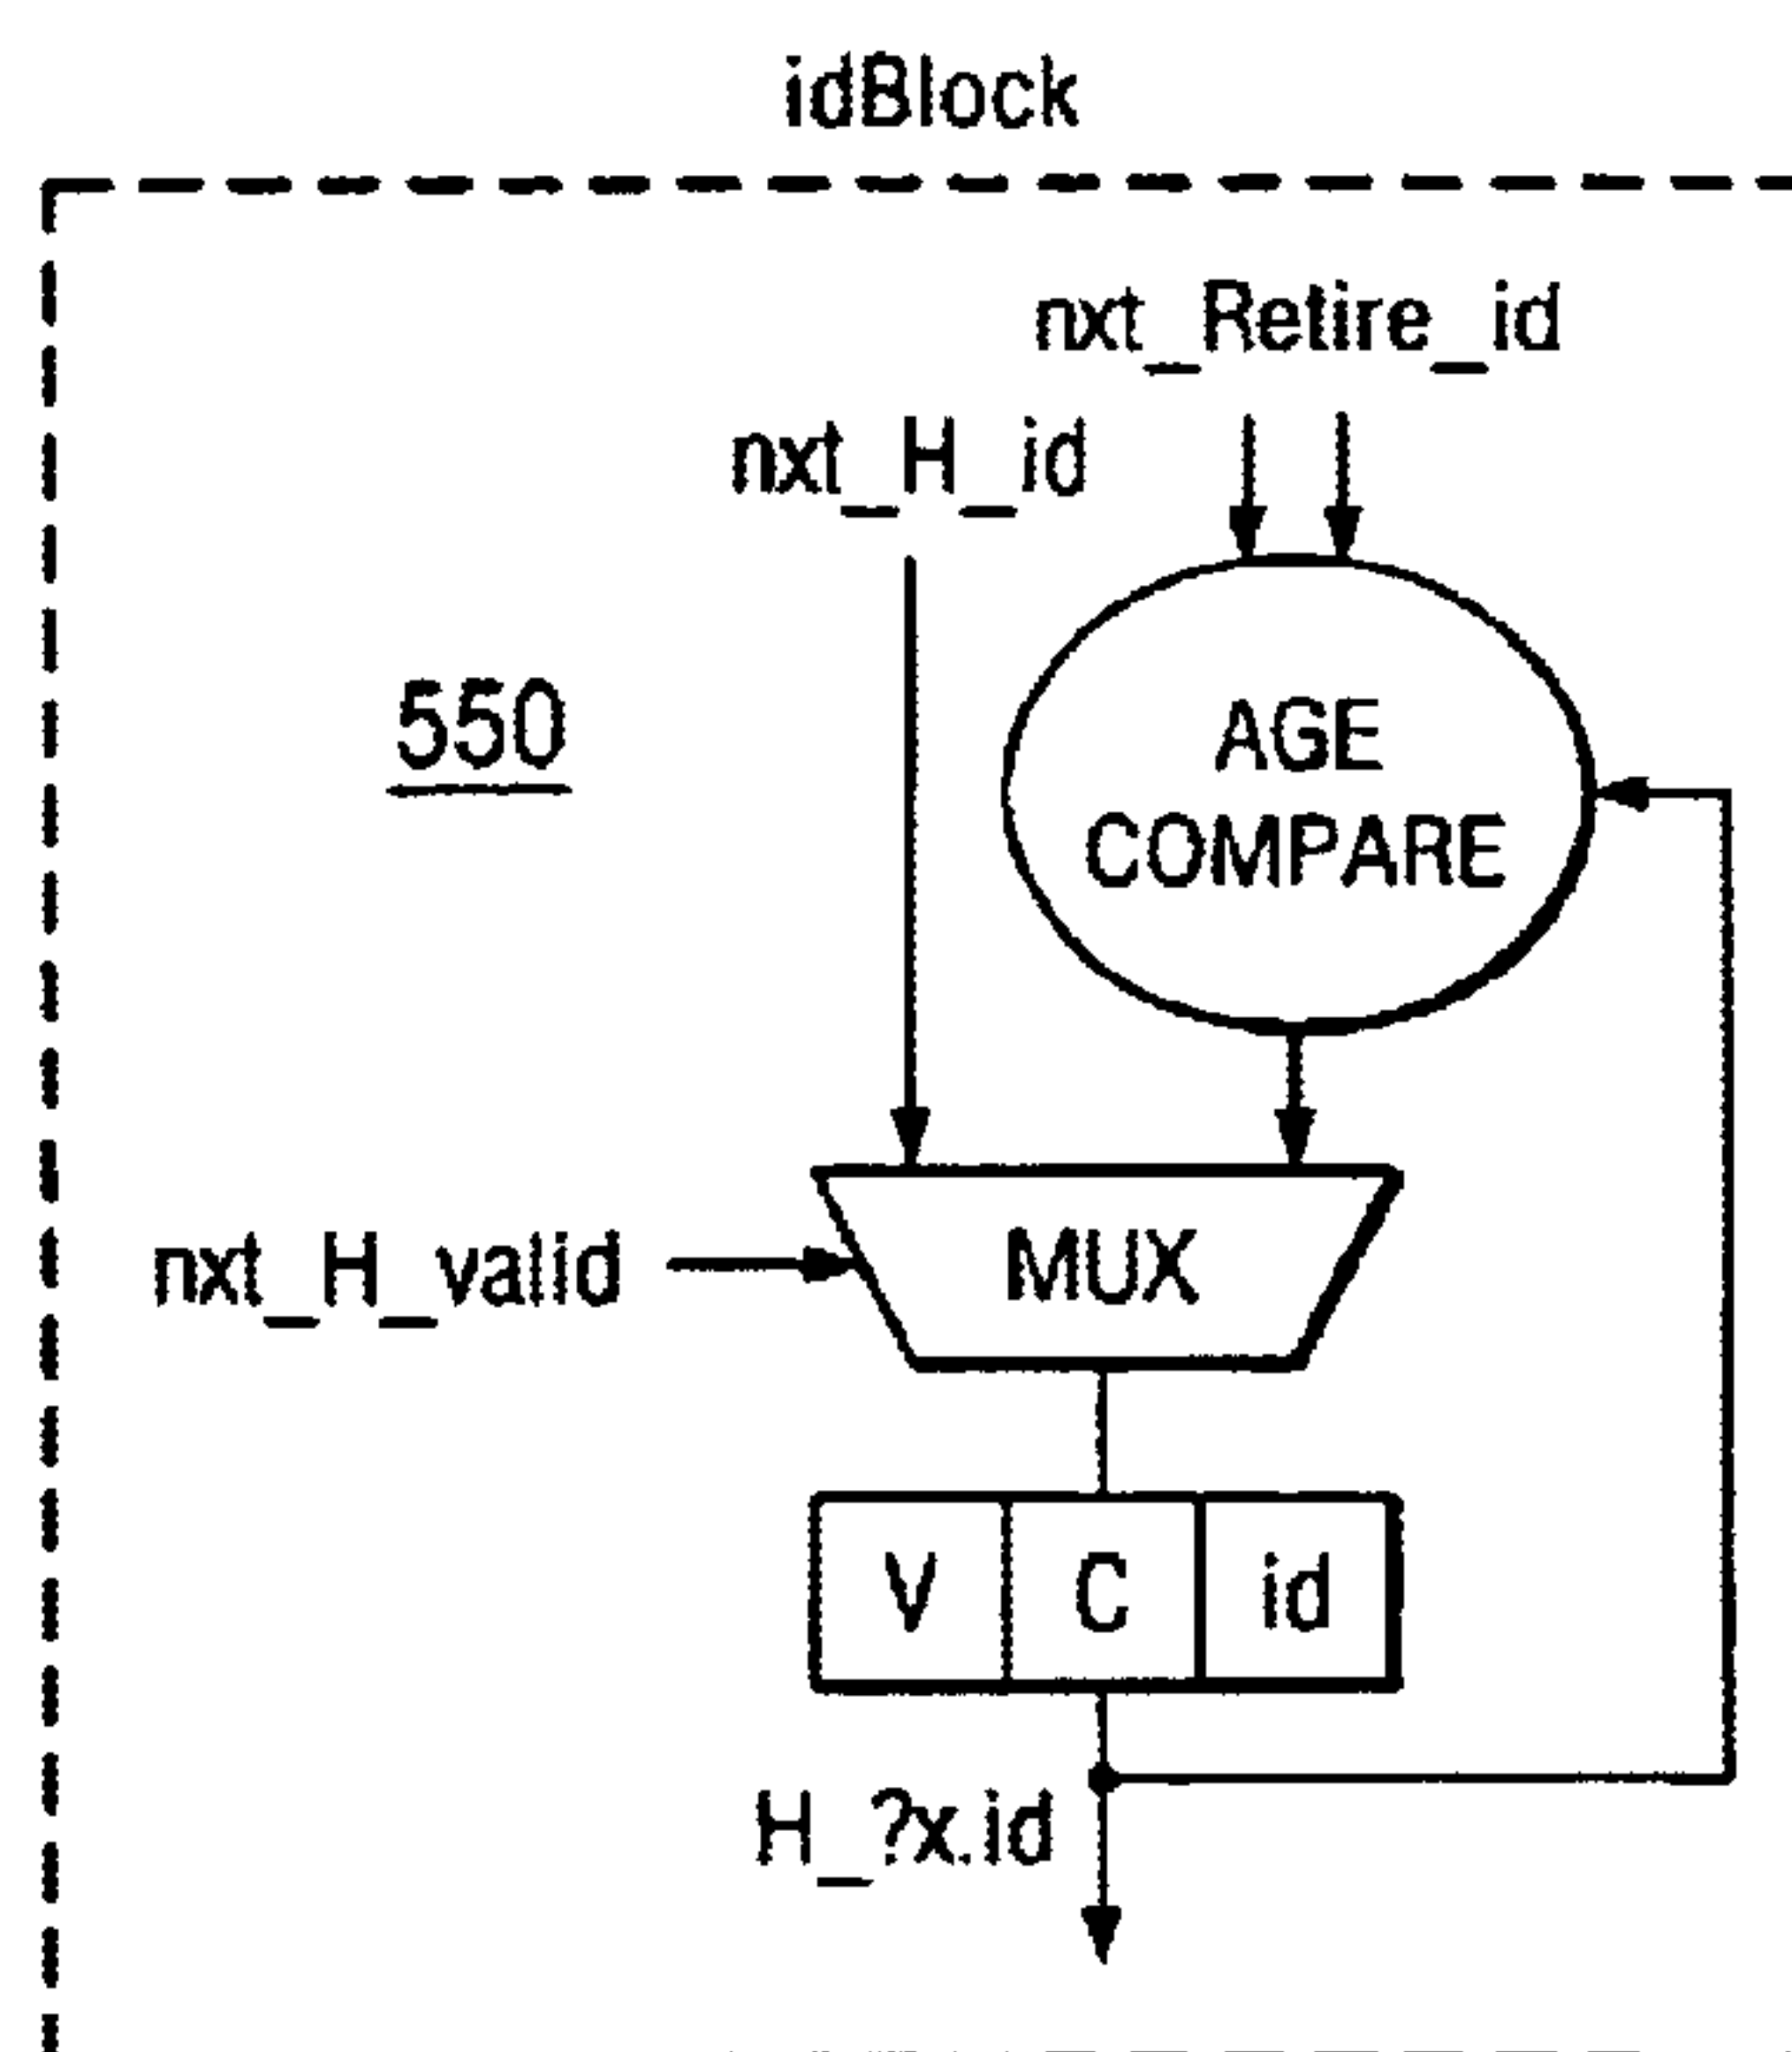 idBlock
nxt_Retire_id
nxt_H_id
550
AGE
COMPARE
nxt_H_valid
MUX
V C id
H_?x.id